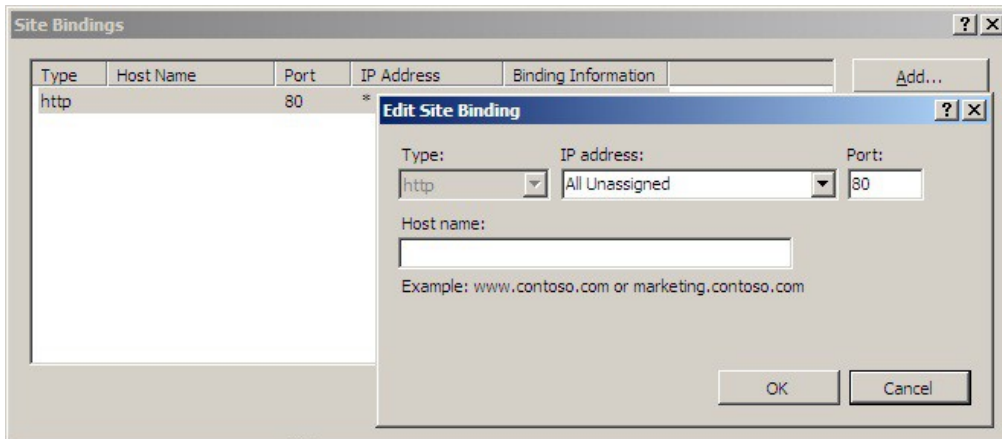 Site Bindings
Type Host Name Port IP Address Binding Information Add...
http 80 *
Edit Site Binding
Type: IP address: Port:
http All Unassigned 80
Host name:
Example: www.contoso.com or marketing.contoso.com
OK Cancel